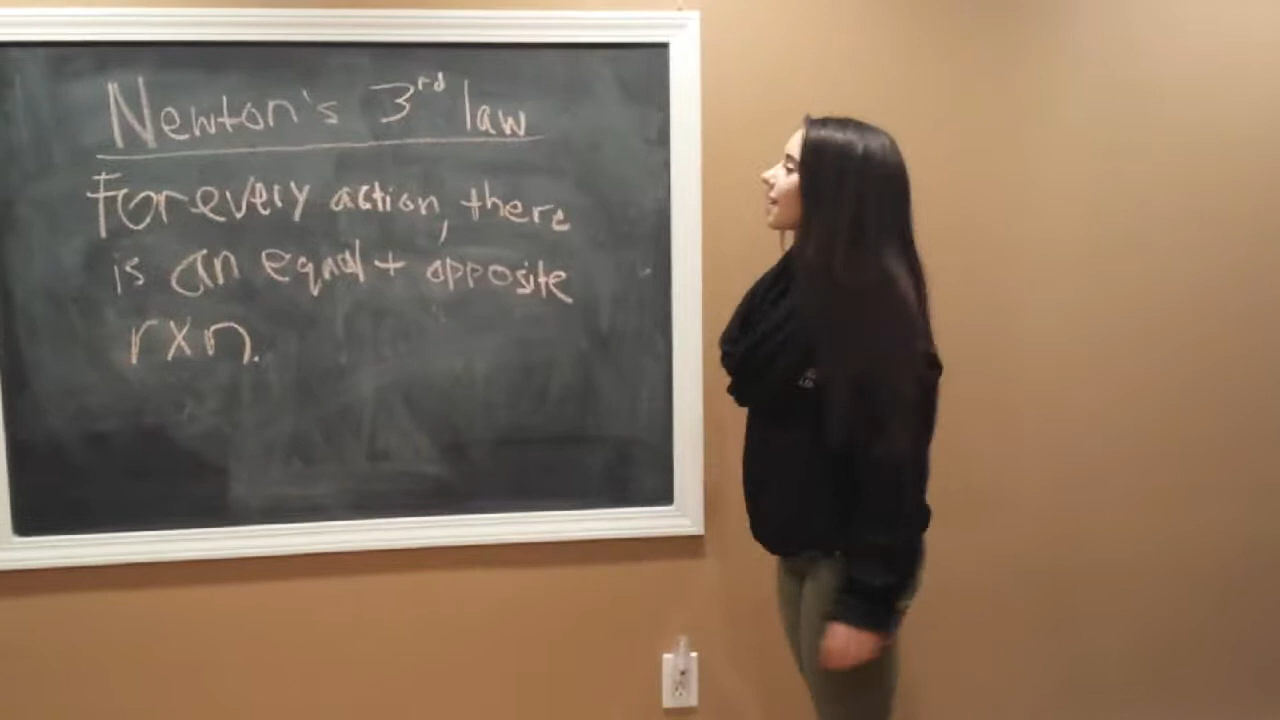 Newton's 3rd law
For every action, there
is an equal + opposite
rxn.